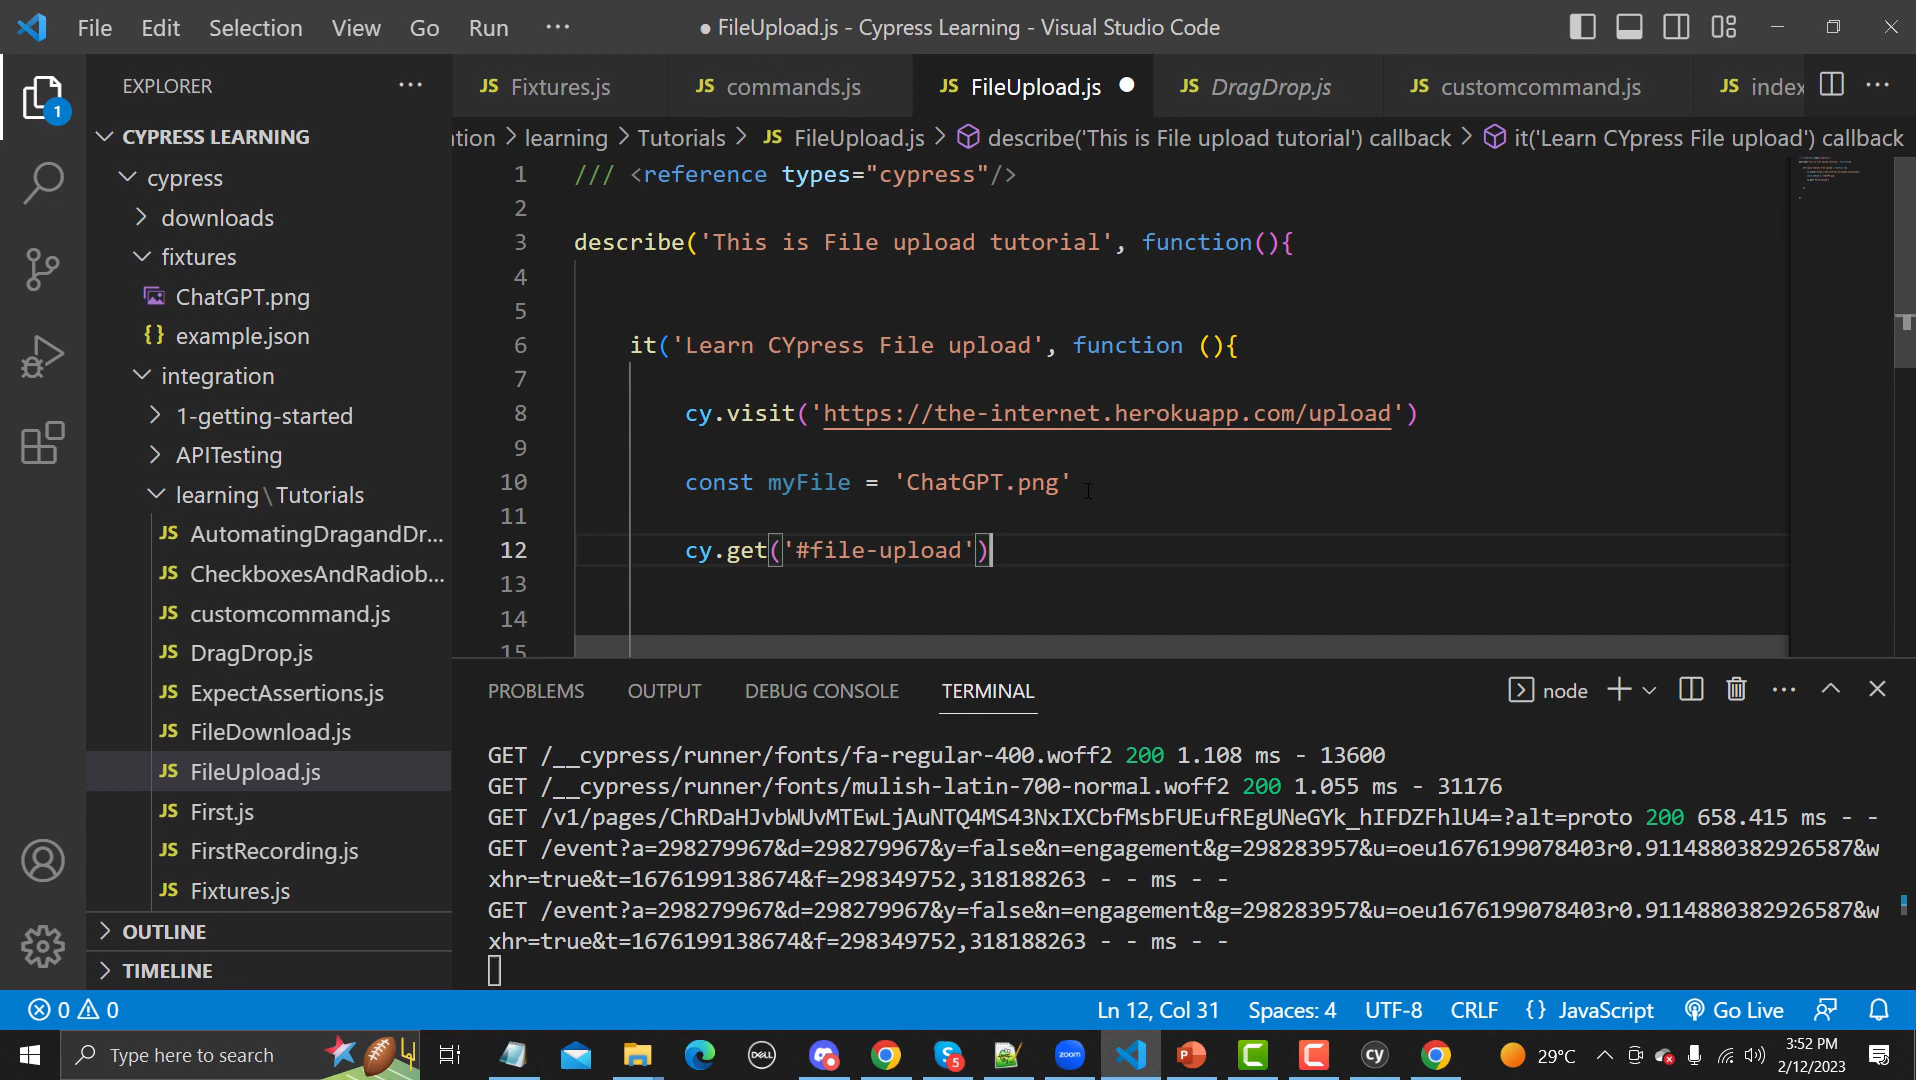 File Edit Selection View Go Run ··· ● FileUpload.js - Cypress Learning - Visual Studio Code
EXPLORER ···
JS Fixtures.js JS commands.js JS FileUpload.js ● JS DragDrop.js JS customcommand.js JS index ···
1
CYPRESS LEARNING
tion > learning > Tutorials > JS FileUpload.js > describe('This is File upload tutorial') callback > it('Learn CYpress File upload') callback
cypress
downloads
fixtures
ChatGPT.png
{} example.json
integration
1-getting-started
APITesting
learning\Tutorials
JS AutomatingDragandDr...
JS CheckboxesAndRadiob...
JS customcommand.js
JS DragDrop.js
JS ExpectAssertions.js
JS FileDownload.js
JS FileUpload.js
JS First.js
JS FirstRecording.js
JS Fixtures.js
OUTLINE
TIMELINE
1 /// <reference types="cypress"/>
2
3 describe('This is File upload tutorial', function(){
4
5
6 it('Learn CYpress File upload', function (){
7
8 cy.visit('https://the-internet.herokuapp.com/upload')
9
10 const myFile = 'ChatGPT.png'
11
12 cy.get('#file-upload')
13
14
15
PROBLEMS OUTPUT DEBUG CONSOLE TERMINAL node ···
GET /__cypress/runner/fonts/fa-regular-400.woff2 200 1.108 ms - 13600
GET /__cypress/runner/fonts/mulish-latin-700-normal.woff2 200 1.055 ms - 31176
GET /v1/pages/ChRDaHJvbWUvMTEwLjAuNTQ4MS43NxIXCbfMsbFUEufREgUNeGYk_hIFDZFhlU4=?alt=proto 200 658.415 ms - -
GET /event?a=298279967&d=298279967&y=false&n=engagement&g=298283957&u=oeu1676199078403r0.9114880382926587&w
xhr=true&t=1676199138674&f=298349752,318188263 - - ms - -
GET /event?a=298279967&d=298279967&y=false&n=engagement&g=298283957&u=oeu1676199078403r0.9114880382926587&w
xhr=true&t=1676199138674&f=298349752,318188263 - - ms - -
0 0 Ln 12, Col 31 Spaces: 4 UTF-8 CRLF {} JavaScript Go Live
Type here to search DELL 5 zoom P C C cy 29°C 3:52 PM
2/12/2023